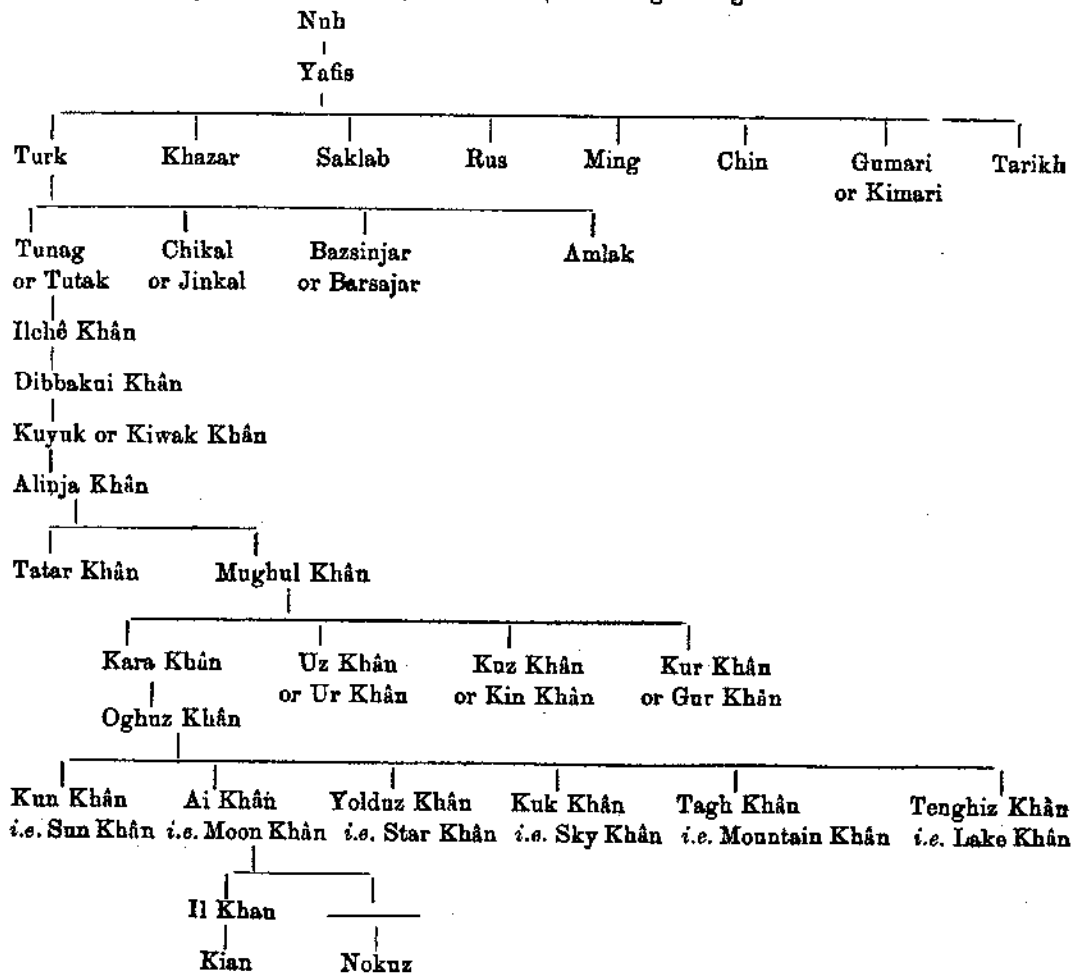 Nuh
Yafis
Turk Khazar Saklab Rus Ming Chin Gumari Tarikh
or Kimari
Tunag Chikal Bazsinjar Amlak
or Tutak or Jinkal or Barsajar
Ilchê Khân
Dibbakui Khân
Kuyuk or Kiwak Khân
Alinja Khân
Tatar Khân Mughul Khân
Kara Khân Uz Khân Kuz Khân Kur Khân
or Ur Khân or Kin Khân or Gur Khân
Oghuz Khân
Kun Khân Ai Khân Yolduz Khân Kuk Khân Tagh Khân Tenghiz Khân
i.e. Sun Khân i.e. Moon Khân i.e. Star Khân i.e. Sky Khân i.e. Mountain Khân i.e. Lake Khân
Il Khan
Kian Nokuz